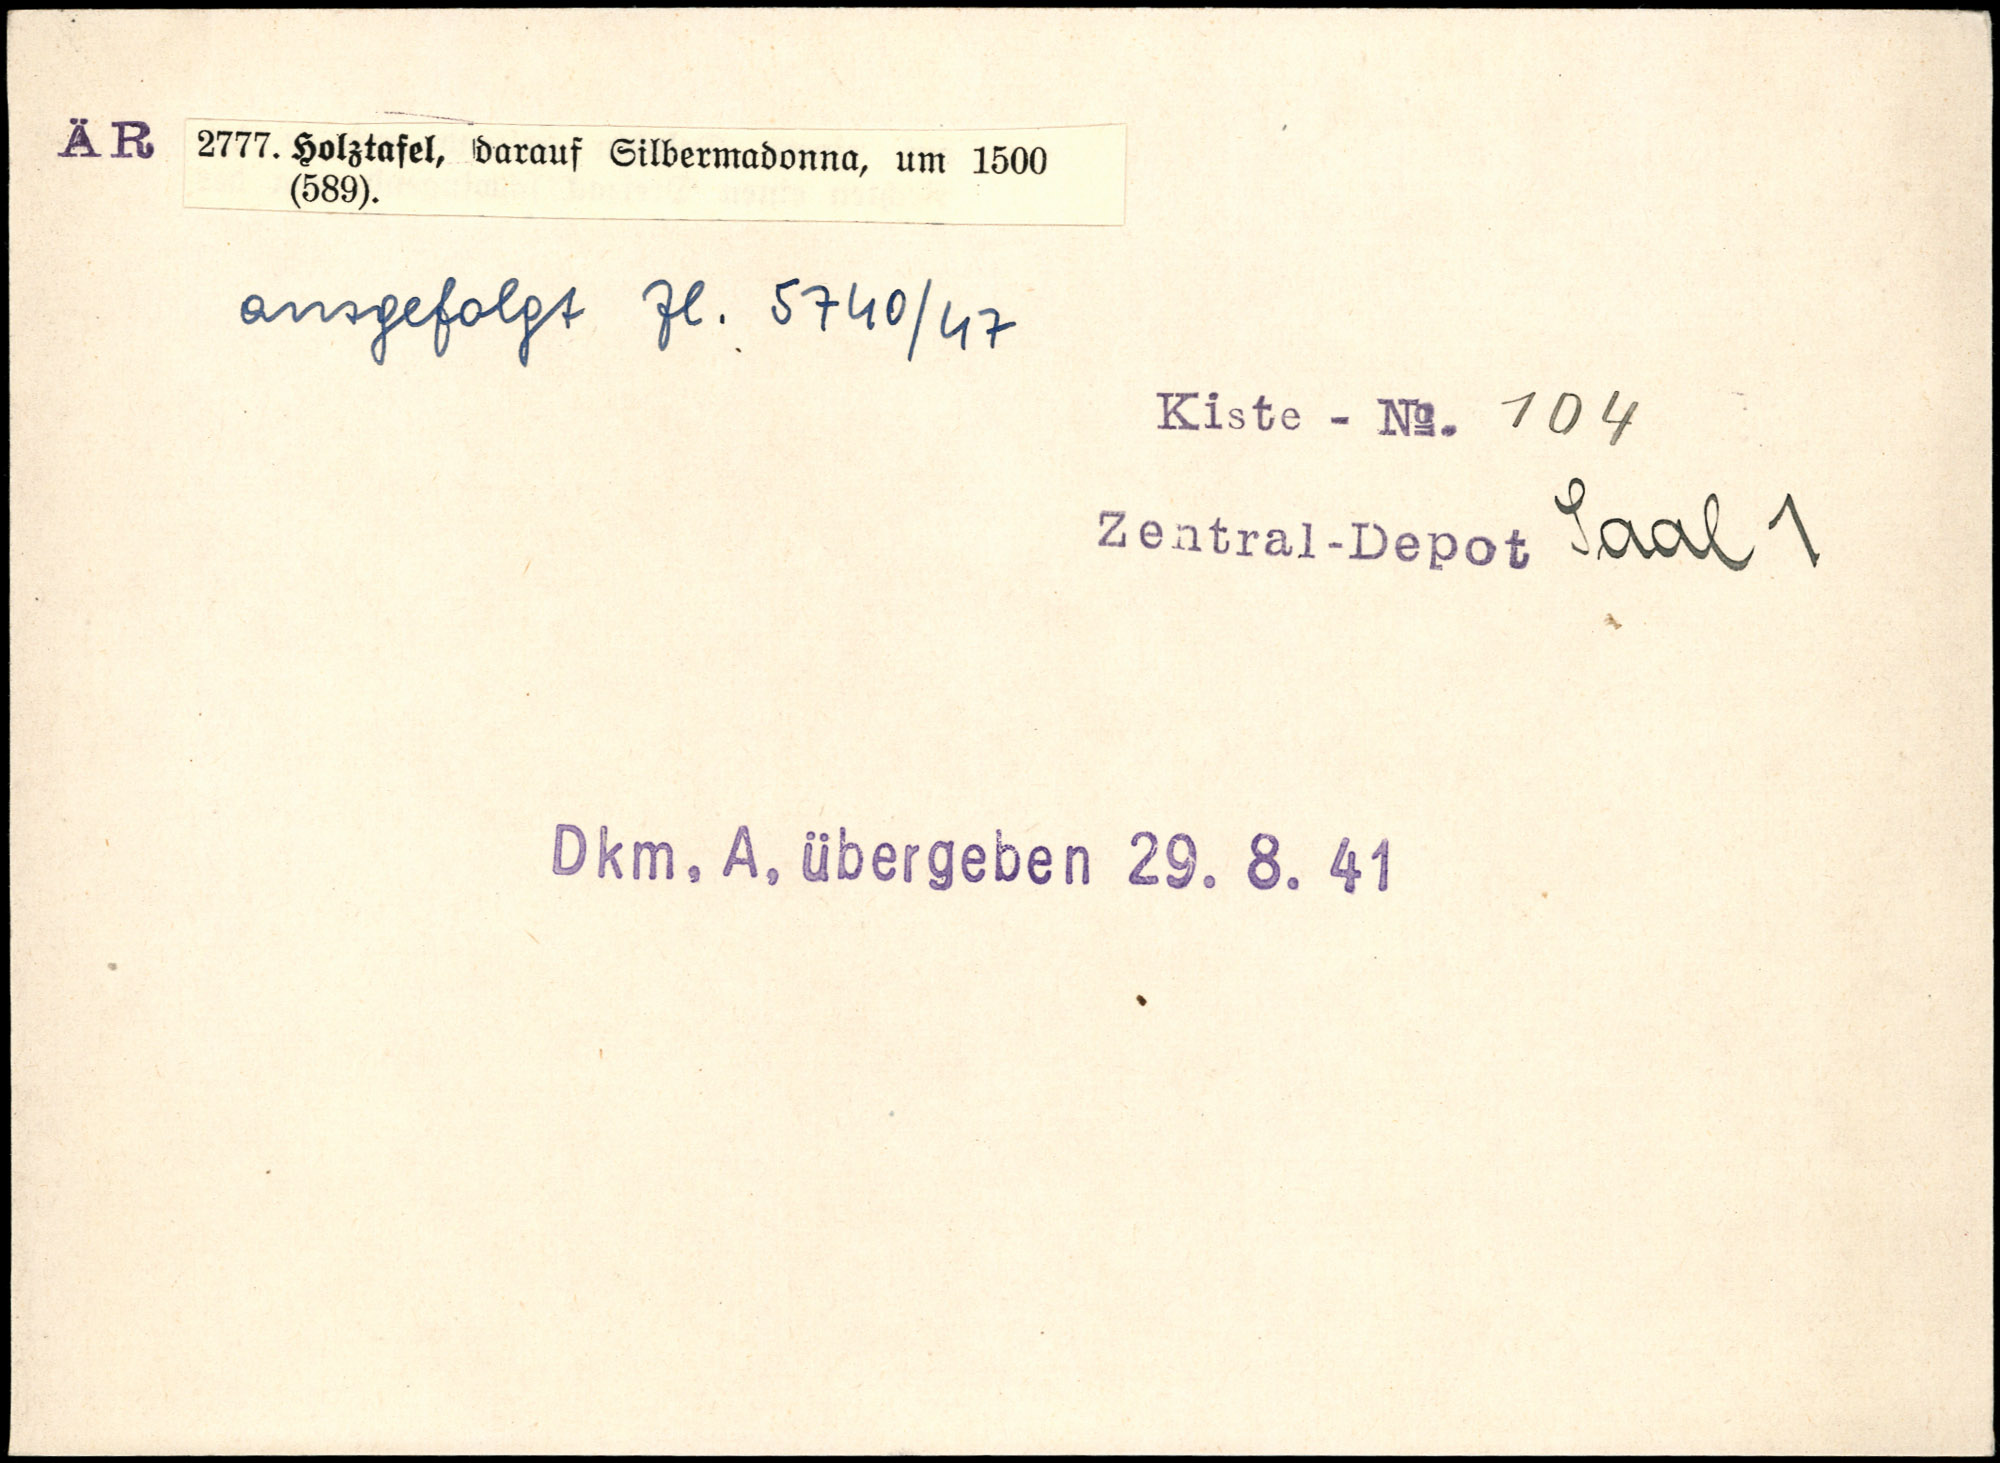 ÄR 2777. Holztafel, darauf Silbermadonna, um 1500
(589).
ausgefolgt Zl. 5740/47
Kiste - No. 104
Zentral-Depot Saal 1
Dkm. A. übergeben 29. 8. 41